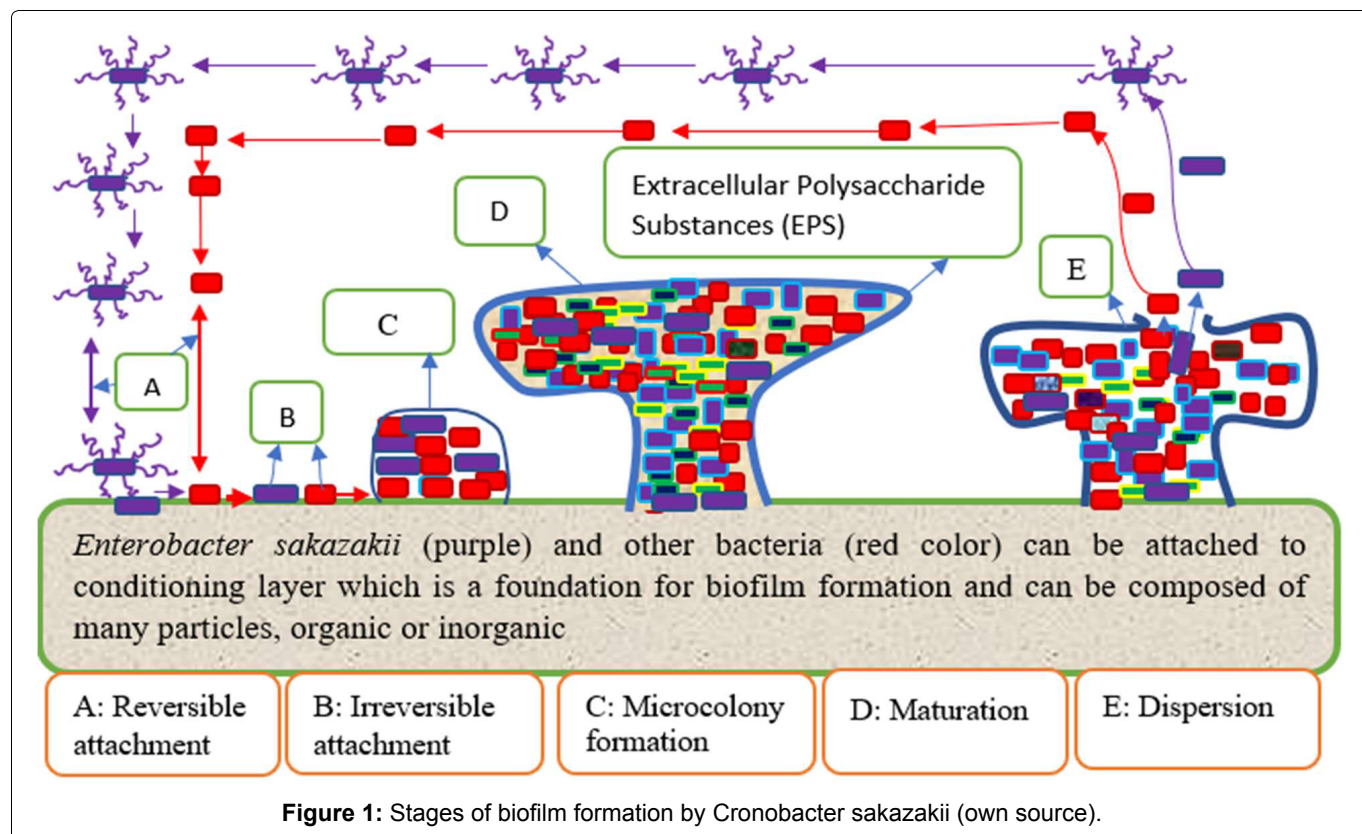 D
Extracellular Polysaccharide
Substances (EPS)
E
C
A
B
Enterobacter sakazakii (purple) and other bacteria (red color) can be attached to
conditioning layer which is a foundation for biofilm formation and can be composed of
many particles, organic or inorganic
A: Reversible
attachment
B: Irreversible
attachment
C: Microcolony
formation
D: Maturation
E: Dispersion
Figure 1: Stages of biofilm formation by Cronobacter sakazakii (own source).